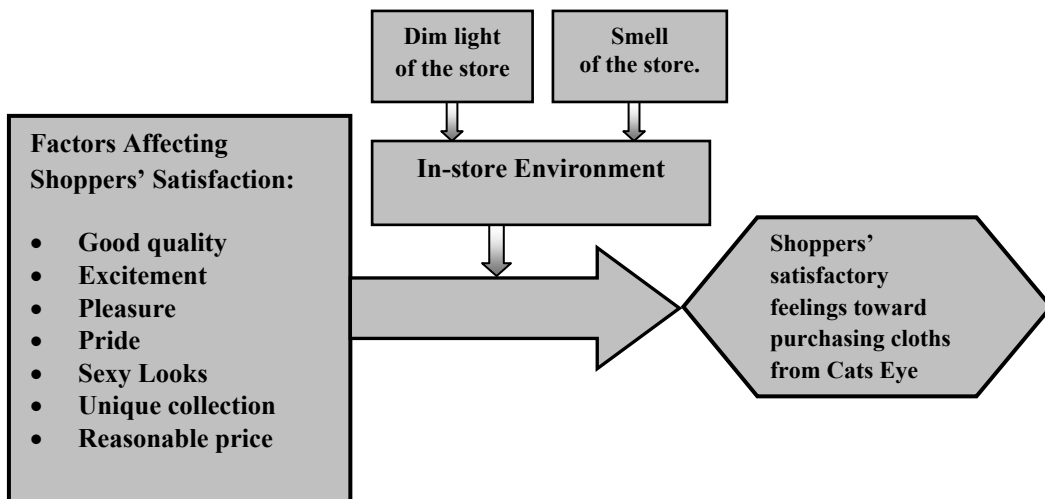 Dim light
of the store
Smell
of the store.
In-store Environment
Factors Affecting
Shoppers’ Satisfaction:
• Good quality
• Excitement
• Pleasure
• Pride
• Sexy Looks
• Unique collection
• Reasonable price
Shoppers’
satisfactory
feelings toward
purchasing cloths
from Cats Eye